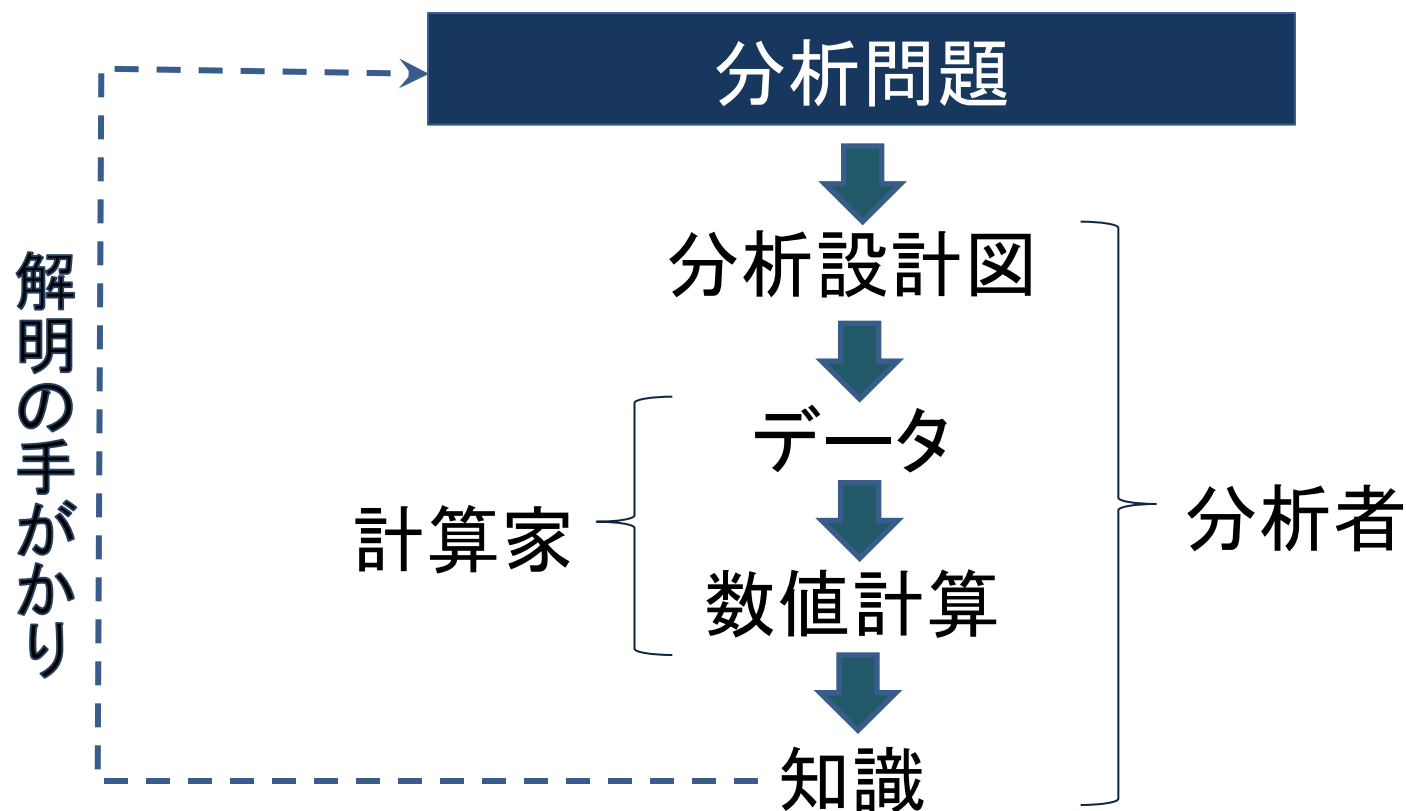 分析問題
分析設計図
データ
数値計算
知識
計算家
分析者
解明の手がかり